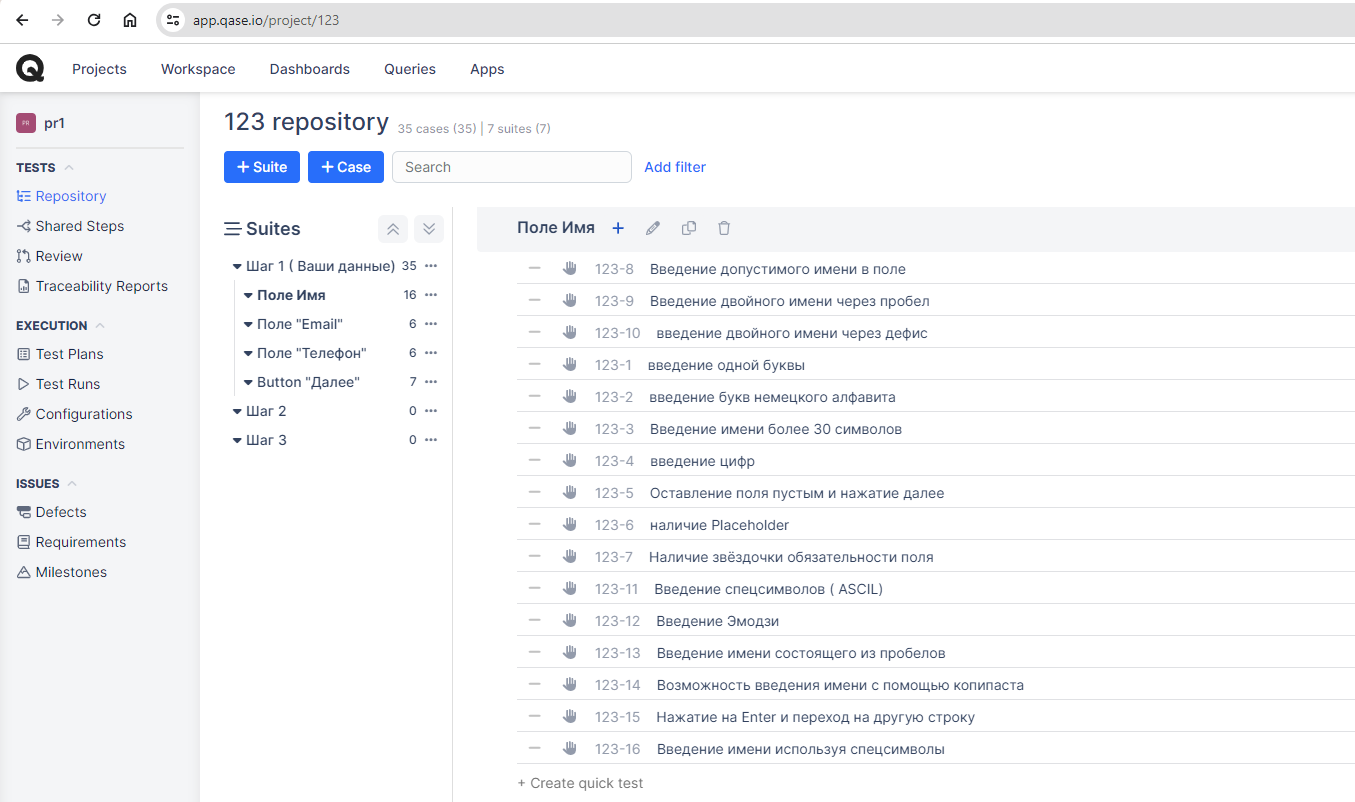 app.qase.io/project/123
Projects Workspace Dashboards Queries Apps
PR pr1
TESTS
Repository
Shared Steps
Review
Traceability Reports
EXECUTION
Test Plans
Test Runs
Configurations
Environments
ISSUES
Defects
Requirements
Milestones
123 repository 35 cases (35) | 7 suites (7)
+ Suite + Case Search Add filter
Suites
Шаг 1 ( Ваши данные) 35
Поле Имя 16
Поле "Email" 6
Поле "Телефон" 6
Button "Далее" 7
Шаг 2 0
Шаг 3 0
Поле Имя
123-8 Введение допустимого имени в поле
123-9 Введение двойного имени через пробел
123-10 введение двойного имени через дефис
123-1 введение одной буквы
123-2 введение букв немецкого алфавита
123-3 Введение имени более 30 символов
123-4 введение цифр
123-5 Оставление поля пустым и нажатие далее
123-6 наличие Placeholder
123-7 Наличие звёздочки обязательности поля
123-11 Введение спецсимволов ( ASCIL)
123-12 Введение Эмодзи
123-13 Введение имени состоящего из пробелов
123-14 Возможность введения имени с помощью копипаста
123-15 Нажатие на Enter и переход на другую строку
123-16 Введение имени используя спецсимволы
+ Create quick test